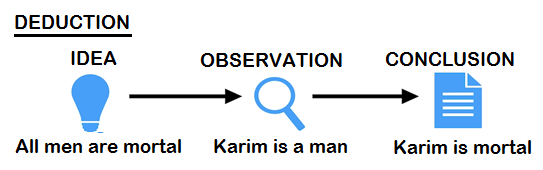 DEDUCTION
IDEA
OBSERVATION
CONCLUSION
All men are mortal
Karim is a man
Karim is mortal